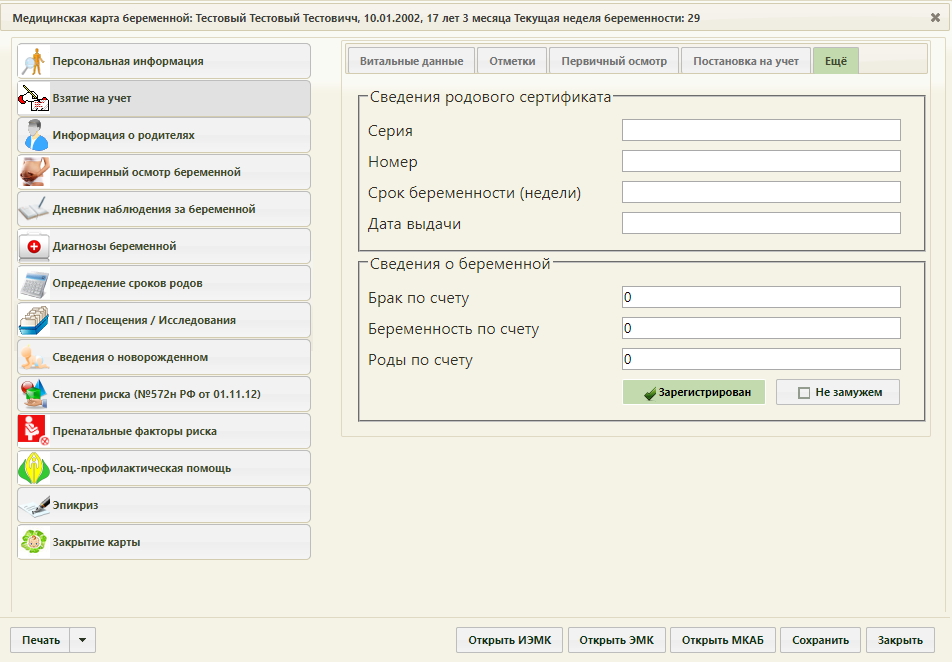 Медицинская карта беременной: Тестовый Тестовый Тестовичч, 10.01.2002, 17 лет 3 месяца Текущая неделя беременности: 29
Персональная информация
Взятие на учет
Информация о родителях
Расширенный осмотр беременной
Дневник наблюдения за беременной
Диагнозы беременной
Определение сроков родов
ТАП / Посещения / Исследования
Сведения о новорожденном
Степени риска (№572н РФ от 01.11.12)
Пренатальные факторы риска
Соц.-профилактическая помощь
Эпикриз
Закрытие карты
Витальные данные Отметки Первичный осмотр Постановка на учет Ещё
Сведения родового сертификата
Серия
Номер
Срок беременности (недели)
Дата выдачи
Сведения о беременной
Брак по счету 0
Беременность по счету 0
Роды по счету 0
Зарегистрирован Не замужем
Печать Открыть ИЭМК Открыть ЭМК Открыть МКАБ Сохранить Закрыть